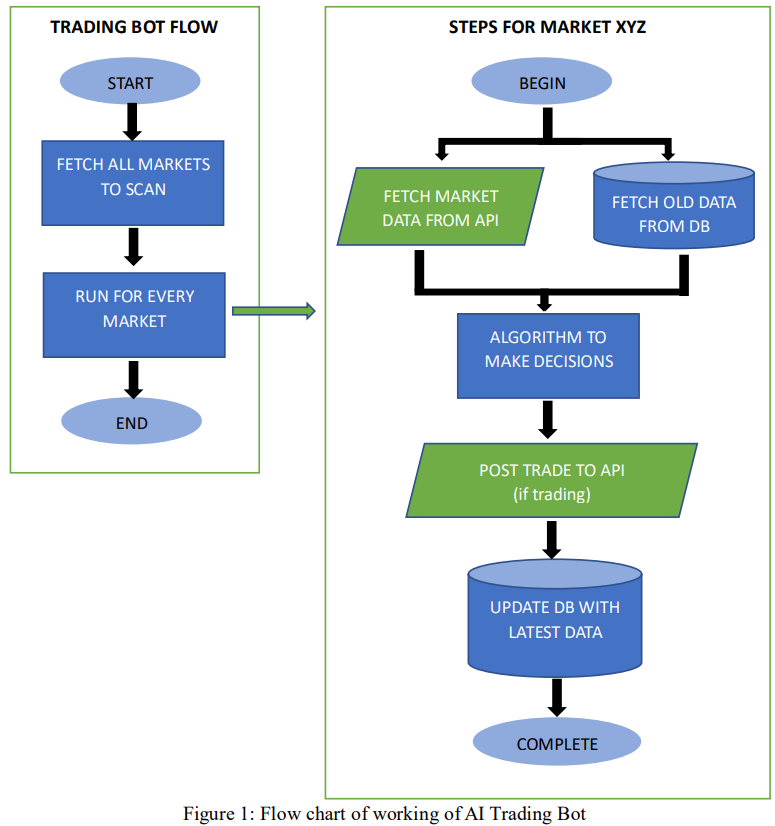 TRADING BOT FLOW
START
FETCH ALL MARKETS
TO SCAN
RUN FOR EVERY
MARKET
END
STEPS FOR MARKET XYZ
BEGIN
FETCH MARKET
DATA FROM API
FETCH OLD DATA
FROM DB
ALGORITHM TO
MAKE DECISIONS
POST TRADE TO API
(if trading)
UPDATE DB WITH
LATEST DATA
COMPLETE
Figure 1: Flow chart of working of AI Trading Bot